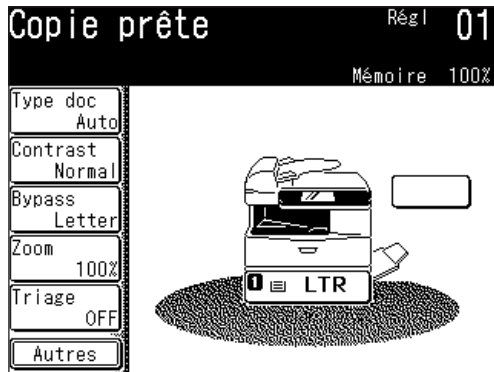 Copie prête
Régl 01
Mémoire 100%
Type doc
Auto
Contrast
Normal
Bypass
Letter
Zoom
100%
Triage
OFF
Autres
1 LTR